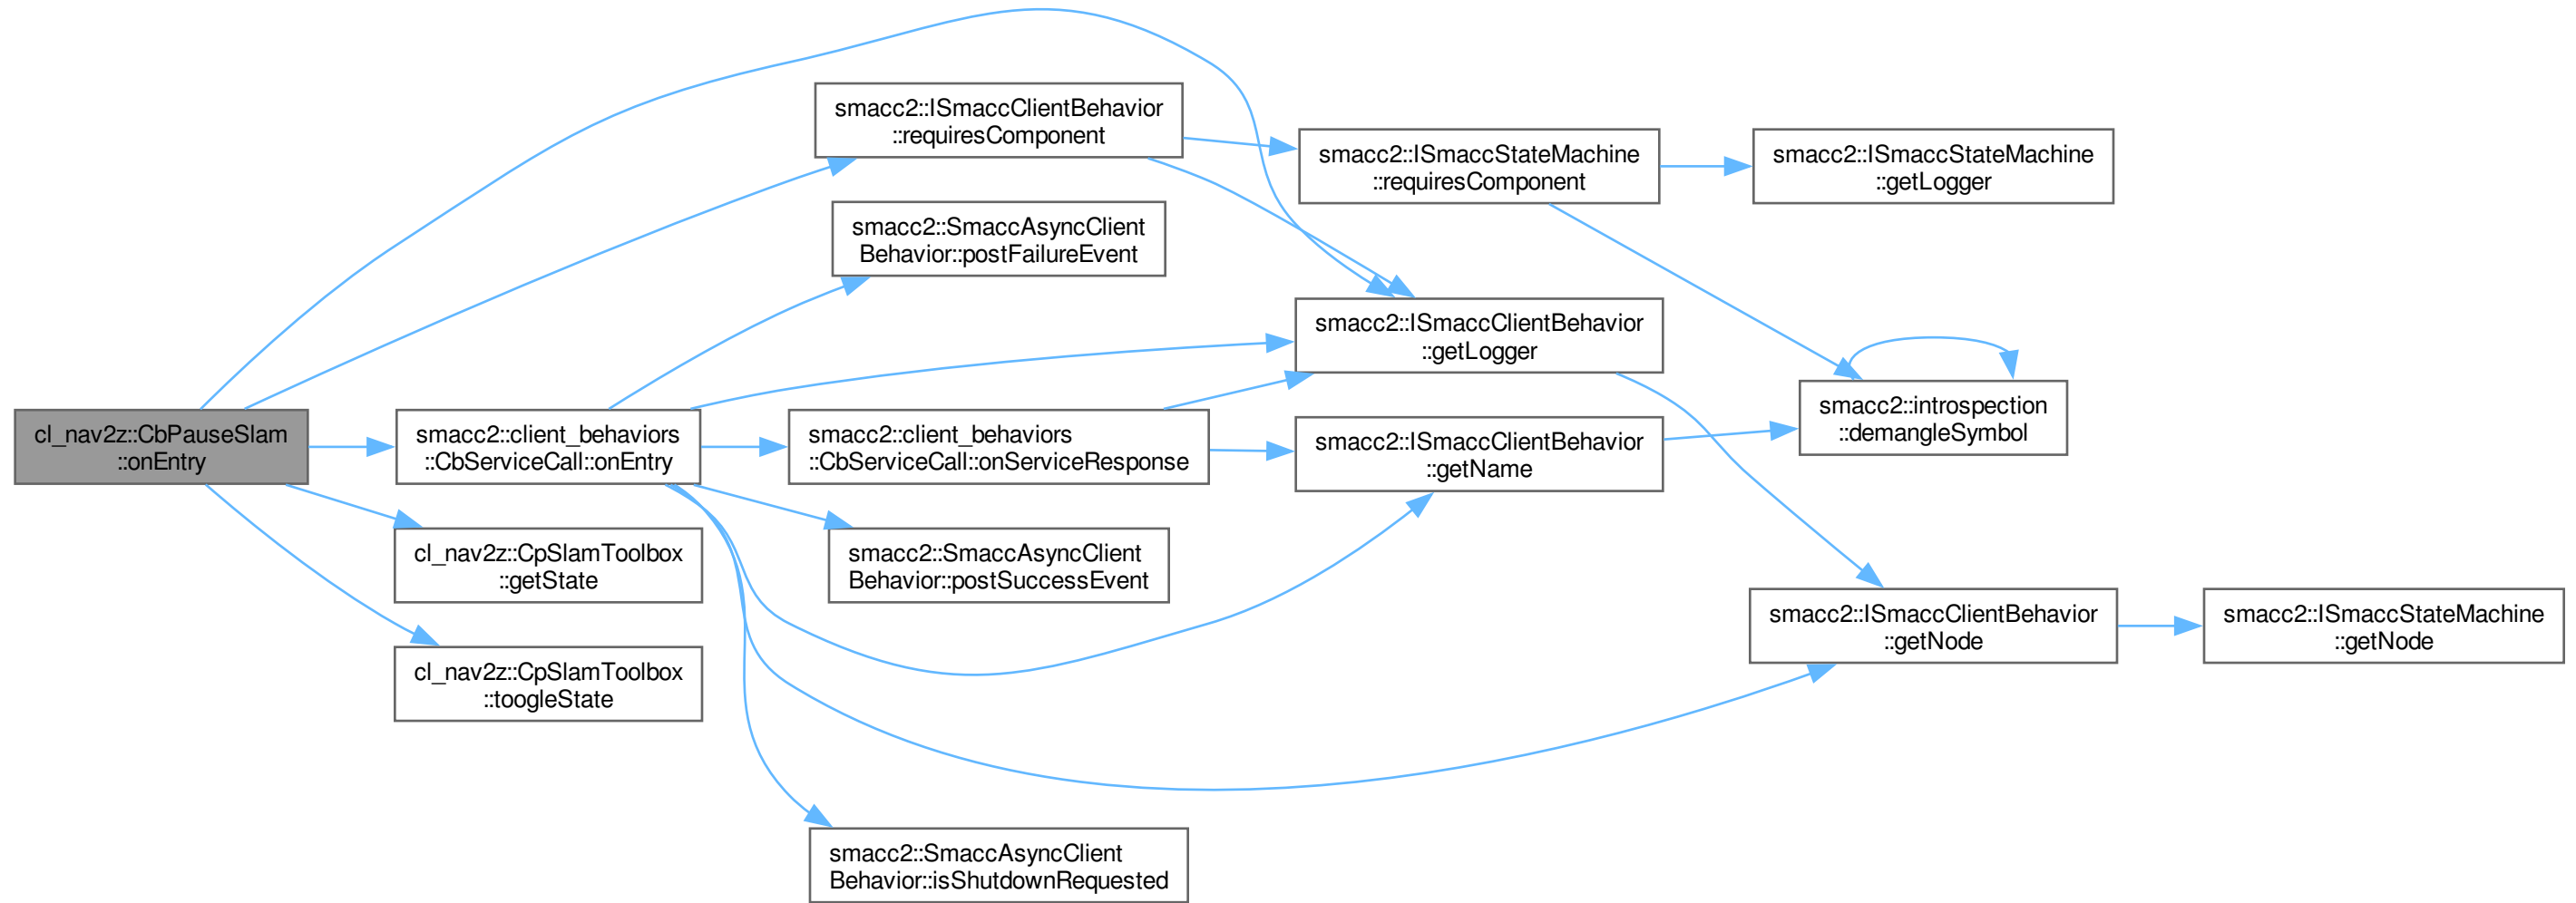 smacc2::ISmaccClientBehavior
::requiresComponent
smacc2::ISmaccStateMachine
::requiresComponent
smacc2::ISmaccStateMachine
::getLogger
smacc2::SmaccAsyncClient
Behavior::postFailureEvent
smacc2::ISmaccClientBehavior
::getLogger
cl_nav2z::CbPauseSlam
::onEntry
smacc2::client_behaviors
::CbServiceCall::onEntry
smacc2::client_behaviors
::CbServiceCall::onServiceResponse
smacc2::ISmaccClientBehavior
::getName
smacc2::introspection
::demangleSymbol
cl_nav2z::CpSlamToolbox
::getState
smacc2::SmaccAsyncClient
Behavior::postSuccessEvent
smacc2::ISmaccClientBehavior
::getNode
smacc2::ISmaccStateMachine
::getNode
cl_nav2z::CpSlamToolbox
::toogleState
smacc2::SmaccAsyncClient
Behavior::isShutdownRequested